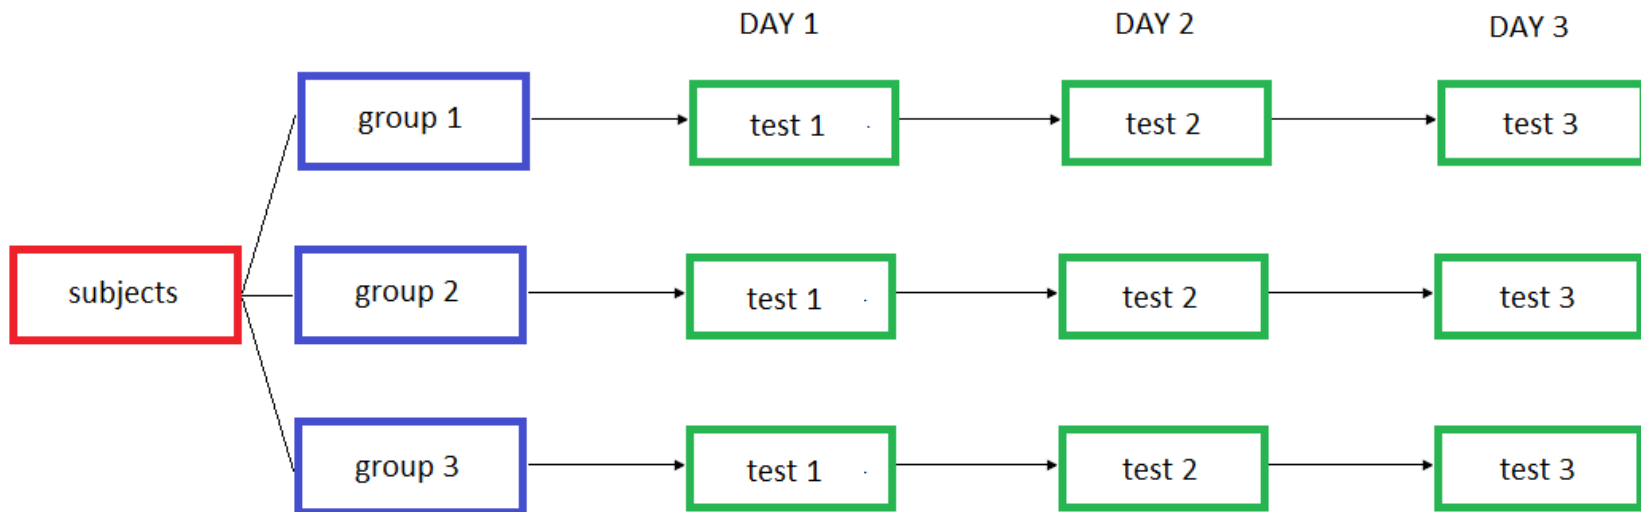 DAY 1
DAY 2
DAY 3
group 1
test 1
test 2
test 3
subjects
group 2
test 1
test 2
test 3
group 3
test 1
test 2
test 3